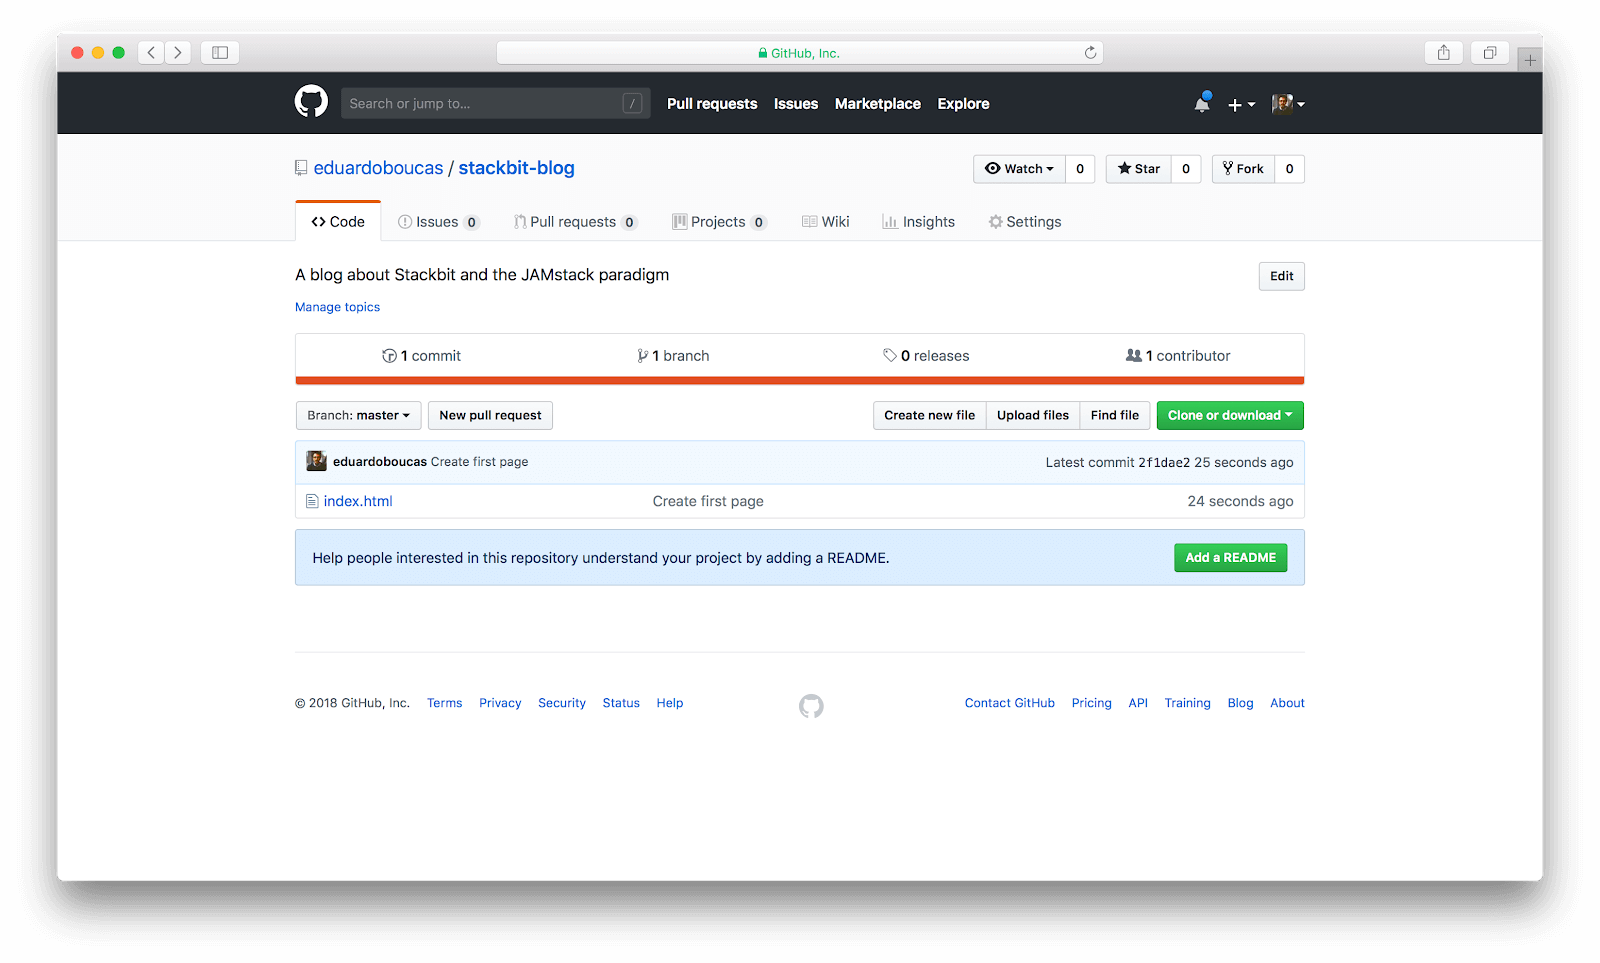 GitHub, Inc.
Search or jump to... / Pull requests Issues Marketplace Explore
eduardoboucas / stackbit-blog Watch 0 Star 0 Fork 0
Code Issues 0 Pull requests 0 Projects 0 Wiki Insights Settings
A blog about Stackbit and the JAMstack paradigm Edit
Manage topics
1 commit 1 branch 0 releases 1 contributor
Branch: master New pull request Create new file Upload files Find file Clone or download
eduardoboucas Create first page Latest commit 2f1dae2 25 seconds ago
index.html Create first page 24 seconds ago
Help people interested in this repository understand your project by adding a README. Add a README
© 2018 GitHub, Inc. Terms Privacy Security Status Help Contact GitHub Pricing API Training Blog About